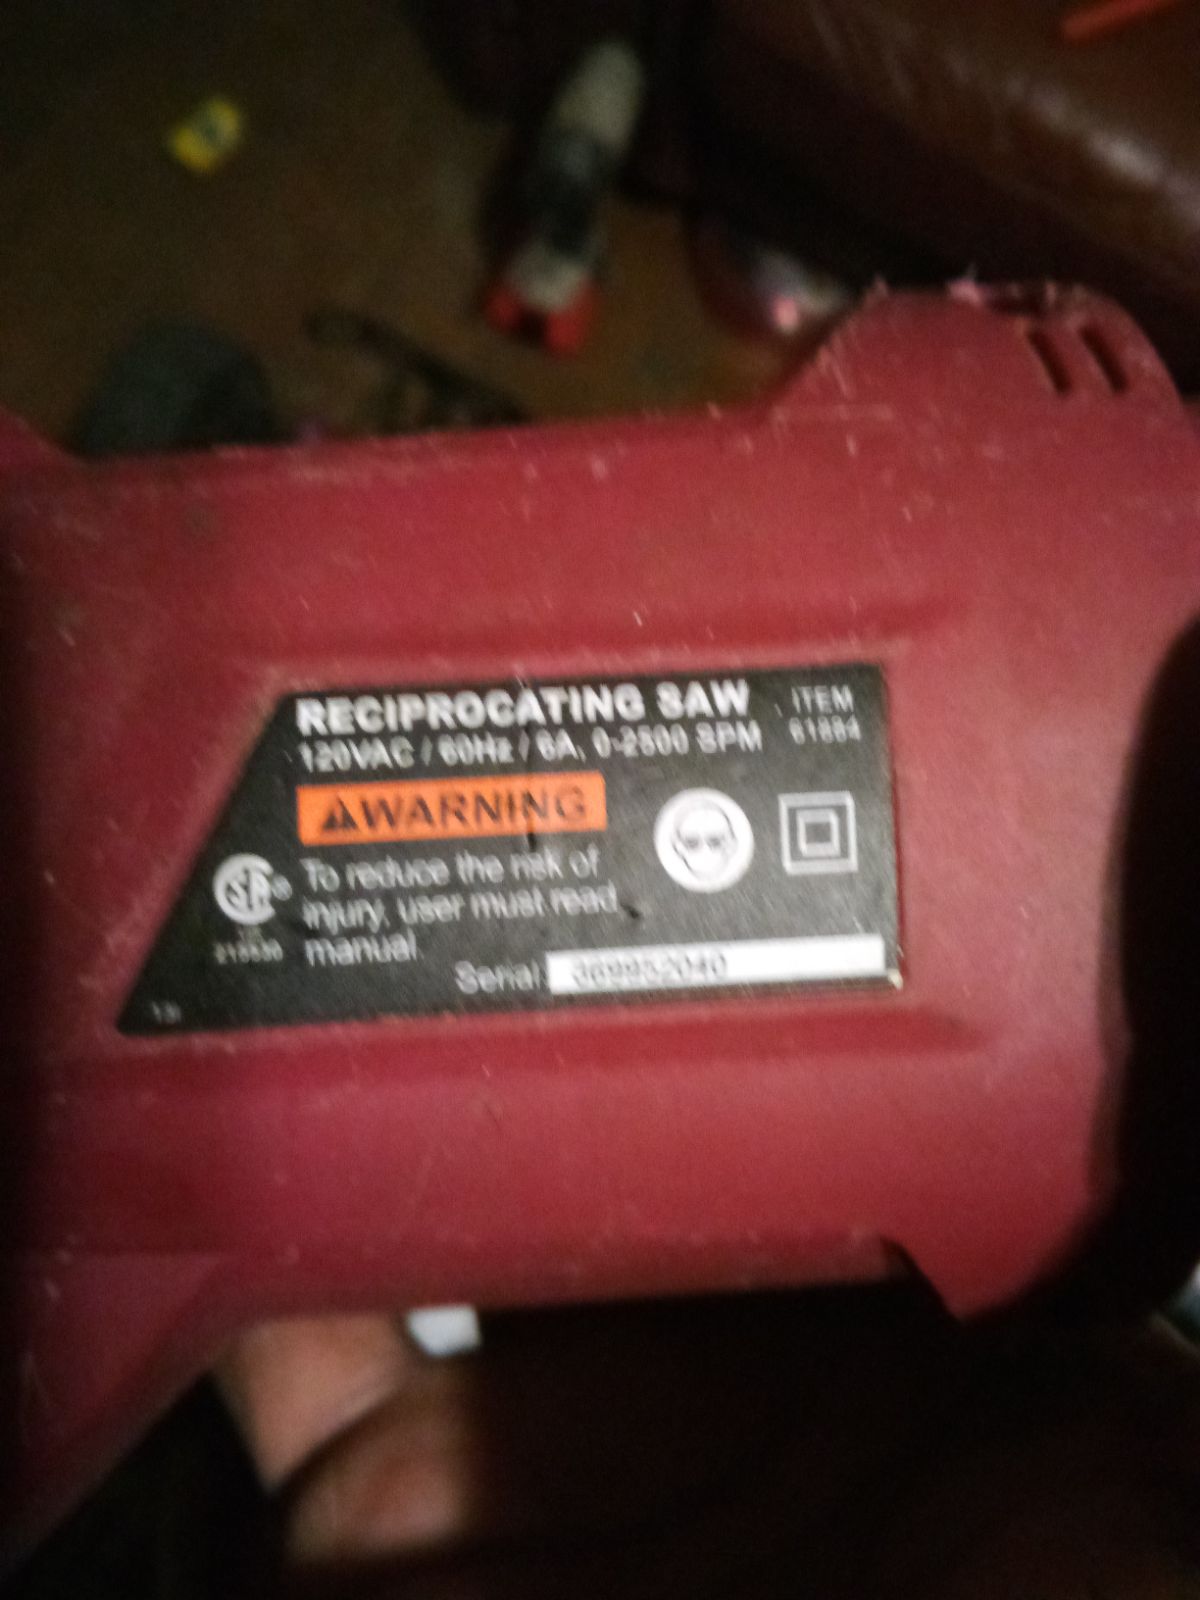 RECIPROCATING SAW
120VAC / 60Hz / 6A, 0-2500 SPM
ITEM
61884
⚠WARNING
To reduce the risk of
injury, user must read
manual.
Serial: